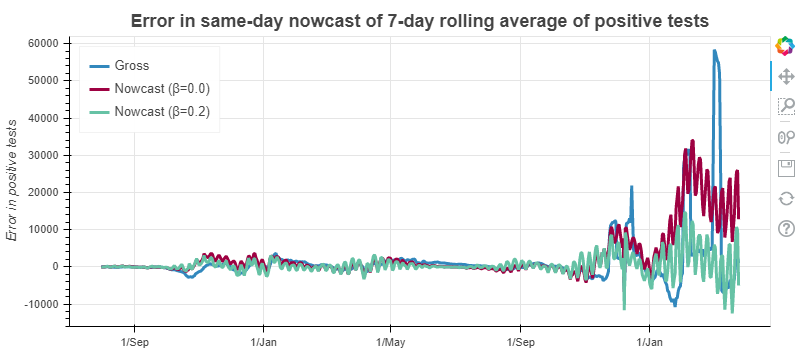 Error in same-day nowcast of 7-day rolling average of positive tests
Error in positive tests
60000
50000
40000
30000
20000
10000
0
-10000
Gross
Nowcast (β=0.0)
Nowcast (β=0.2)
1/Sep 1/Jan 1/May 1/Sep 1/Jan